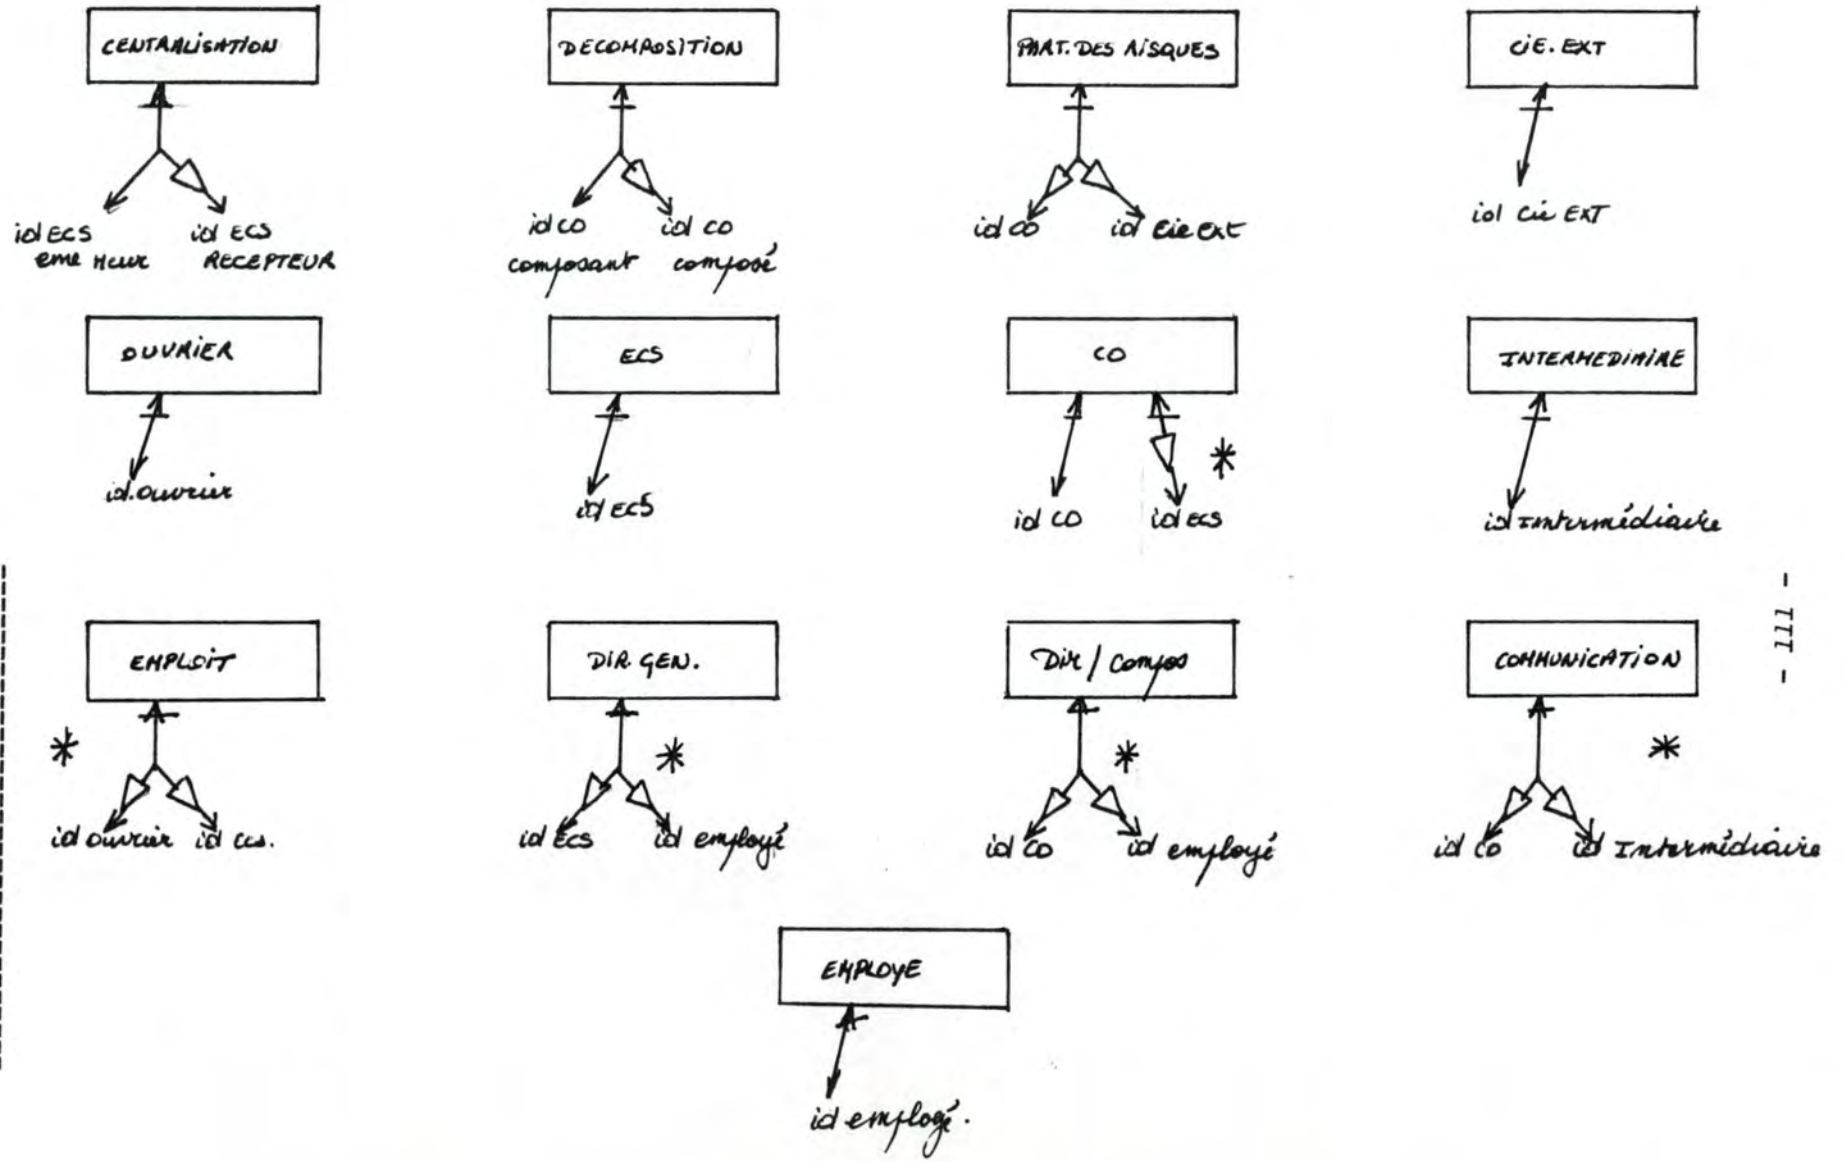 CENTRALISATION
DECOMPOSITION
PART. DES RISQUES
CIE. EXT
id ECS emetteur
id ECS RECEPTEUR
id CO composant
id CO composé
id CO
id Cie Ext
id Cie EXT
OUVRIER
ECS
CO
INTERMEDIAIRE
id.ouvrier
id ECS
id CO
id ECS
*
id Intermédiaire
EMPLOIT
DIR. GEN.
Dir / Compos
COMMUNICATION
*
*
*
*
id ouvrier
id ecs.
id ECS
id employé
id CO
id employé
id CO
id Intermédiaire
EMPLOYE
id employé.
- 111 -